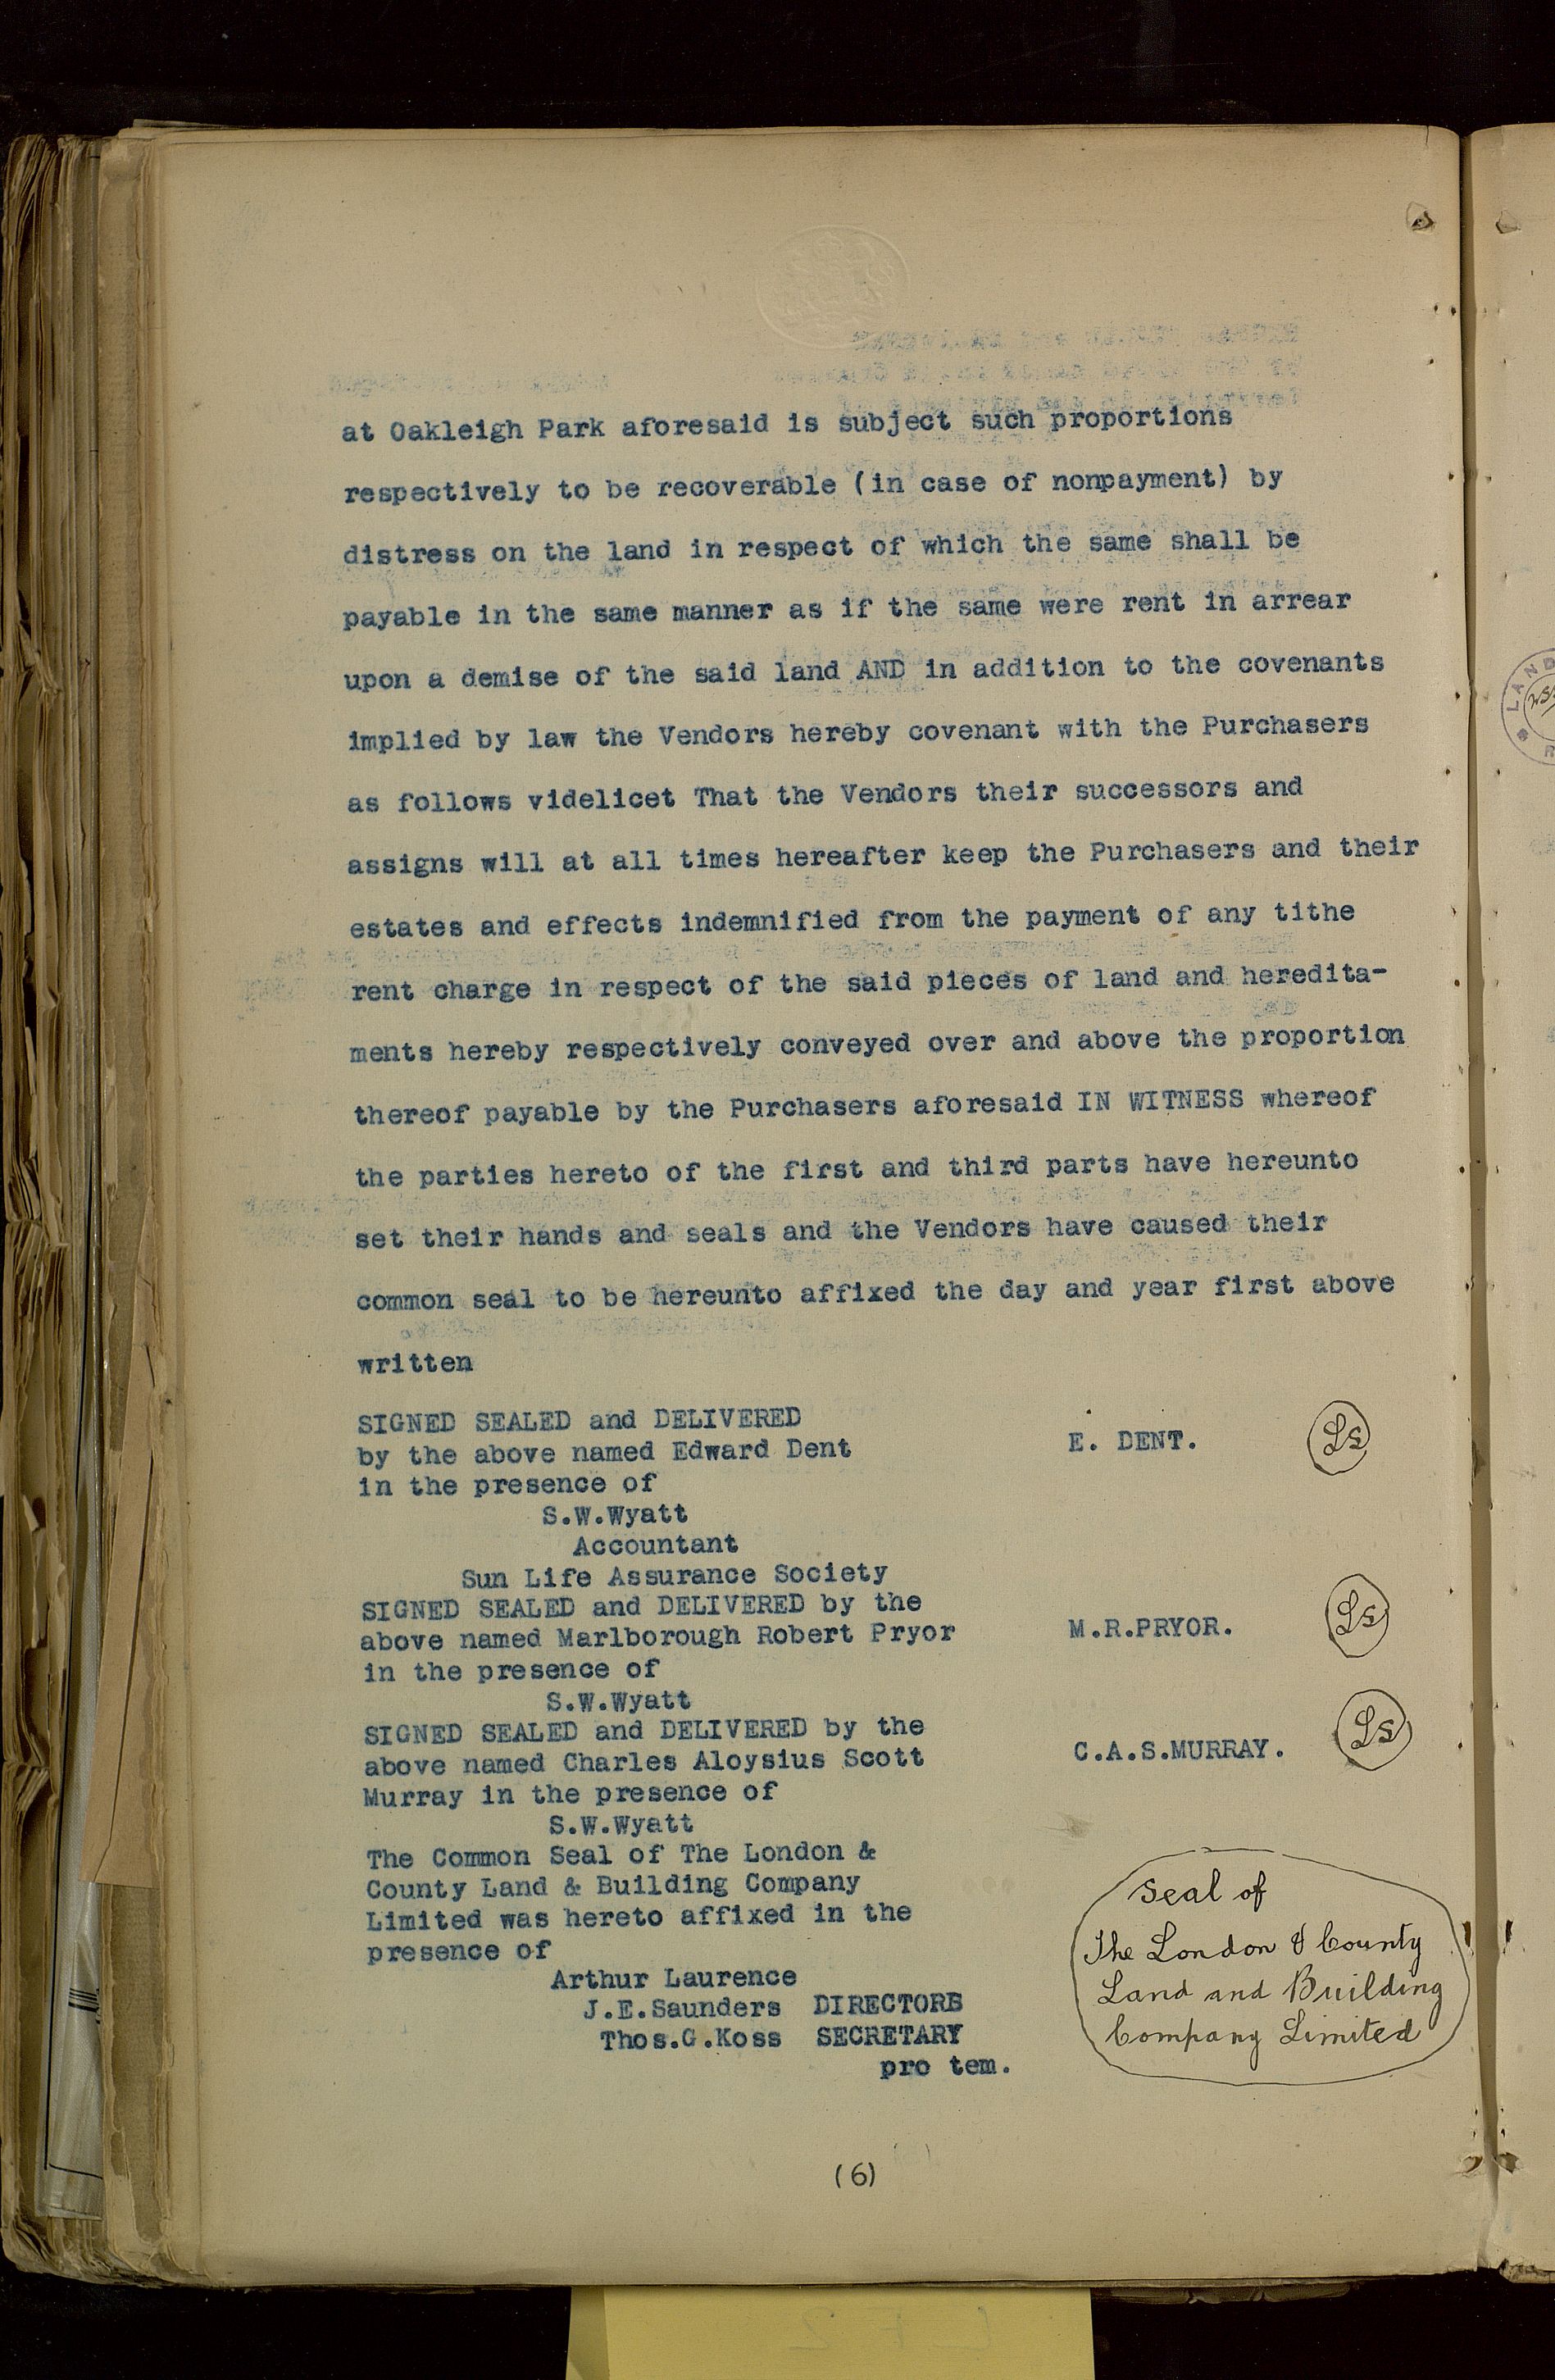 at Oakleigh Park aforesaid is subject such proportions
respectively to be recoverable (in case of nonpayment) by
distress on the land in respect of which the same shall be
payable in the same manner as if the same were rent in arrear
upon a demise of the said land AND in addition to the covenants
implied by law the Vendors hereby covenant with the Purchasers
as follows videlicet That the Vendors their successors and
assigns will at all times hereafter keep the Purchasers and their
estates and effects indemnified from the payment of any tithe
rent charge in respect of the said pieces of land and heredita-
ments hereby respectively conveyed over and above the proportion
thereof payable by the Purchasers aforesaid IN WITNESS whereof
the parties hereto of the first and third parts have hereunto
set their hands and seals and the Vendors have caused their
common seal to be hereunto affixed the day and year first above
written
SIGNED SEALED and DELIVERED
by the above named Edward Dent E. DENT. Ls
in the presence of
S.W.Wyatt
Accountant
Sun Life Assurance Society
SIGNED SEALED and DELIVERED by the
above named Marlborough Robert Pryor M.R.PRYOR. Ls
in the presence of
S.W.Wyatt
SIGNED SEALED and DELIVERED by the
above named Charles Aloysius Scott C.A.S.MURRAY. Ls
Murray in the presence of
S.W.Wyatt
The Common Seal of The London &
County Land & Building Company
Limited was hereto affixed in the
presence of
Arthur Laurence
J.E.Saunders DIRECTORS
Thos.G.Koss SECRETARY
pro tem.
Seal of
The London & County
Land and Building
Company Limited
(6)
LAND